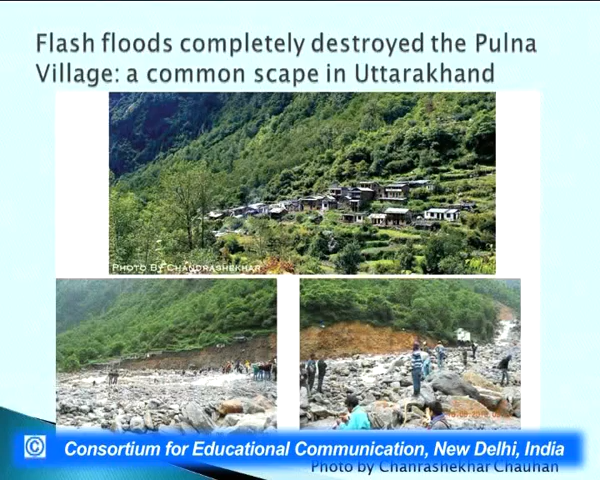 Flash floods completely destroyed the Pulna
Village: a common scape in Uttarakhand
PHOTO BY CHANDRASHEKHAR
© Consortium for Educational Communication, New Delhi, India
Photo by Chanrashekhar Chauhan